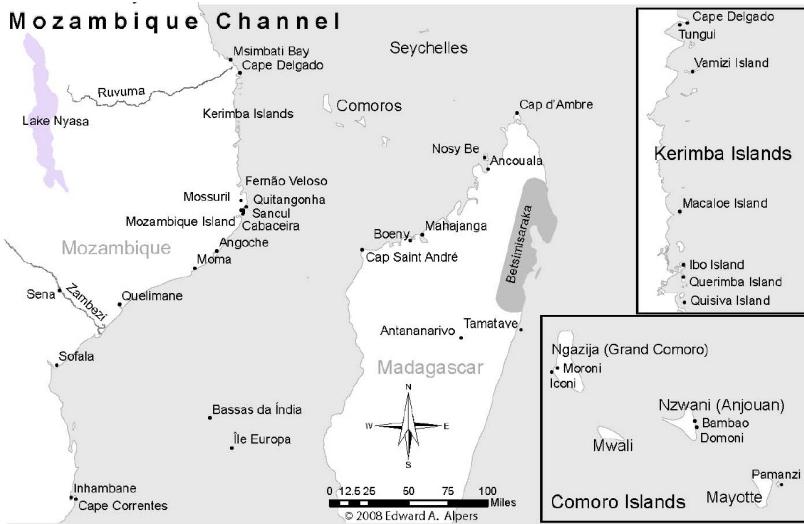 Mozambique Channel
Seychelles
Msimbati Bay
Cape Delgado
Ruvuma
Lake Nyasa
Kerimba Islands
Comoros
Cap d'Ambre
Nosy Be
Ancouala
Fernão Veloso
Mossuril
Quitangonha
Sancul
Mozambique Island
Cabaceira
Mozambique
Angoche
Moma
Boeny
Mahajanga
Cap Saint André
Betsimisaraka
Sena
Zambezi
Quelimane
Antananarivo
Tamatave
Sofala
Madagascar
Bassas da Índia
Île Europa
Inhambane
Cape Correntes
N
W
E
S
0 12.5 25 50 75 100
Miles
© 2008 Edward A. Alpers
Cape Delgado
Tungui
Vamizi Island
Kerimba Islands
Macaloe Island
Ibo Island
Querimba Island
Quisiva Island
Ngazija (Grand Comoro)
Moroni
Iconi
Nzwani (Anjouan)
Bambao
Domoni
Mwali
Pamanzi
Mayotte
Comoro Islands